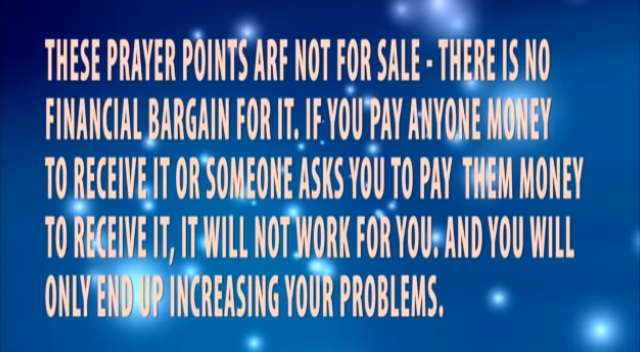 THESE PRAYER POINTS ARF NOT FOR SALE - THERE IS NO
FINANCIAL BARGAIN FOR IT. IF YOU PAY ANYONE MONEY
TO RECEIVE IT OR SOMEONE ASKS YOU TO PAY THEM MONEY
TO RECEIVE IT, IT WILL NOT WORK FOR YOU. AND YOU WILL
ONLY END UP INCREASING YOUR PROBLEMS.